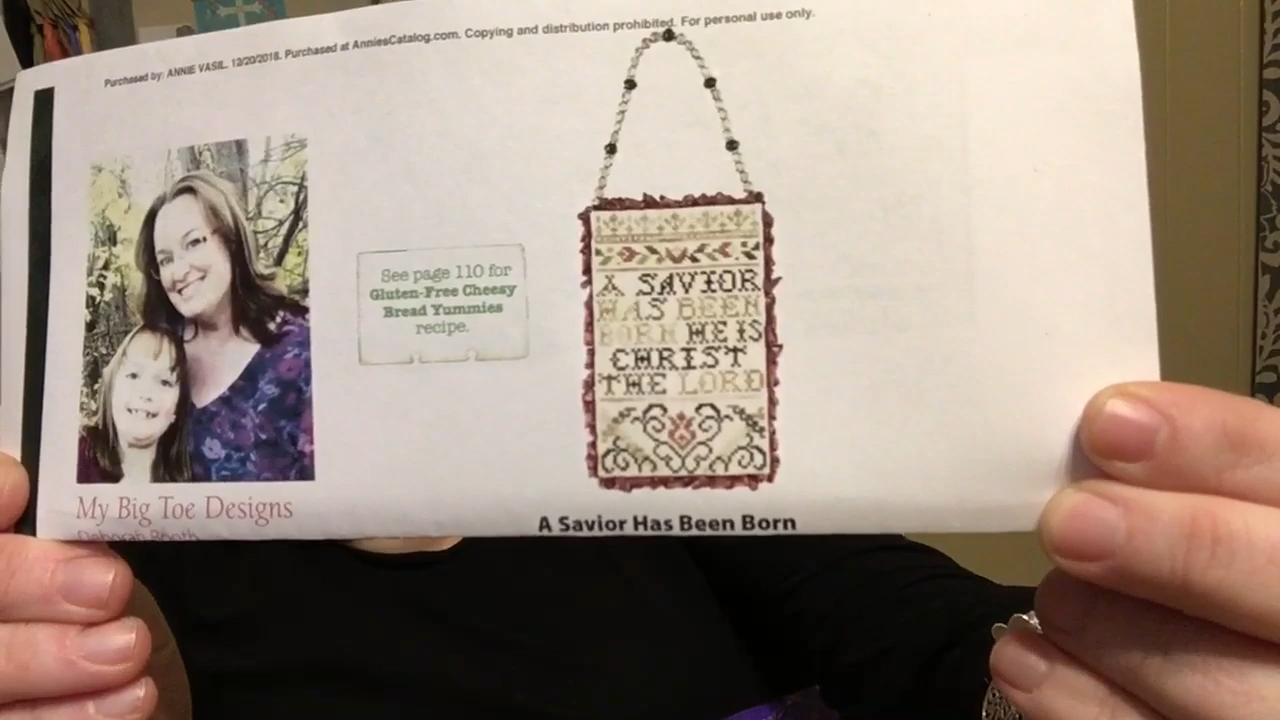 Purchased by: ANNIE VASIL. 12/20/2018. Purchased at AnniesCatalog.com. Copying and distribution prohibited. For personal use only.
See page 110 for
Gluten-Free Cheesy
Bread Yummies
recipe.
A SAVIOR
HAS BEEN
BORN HE IS
CHRIST
THE LORD
My Big Toe Designs
Deborah Booth
A Savior Has Been Born